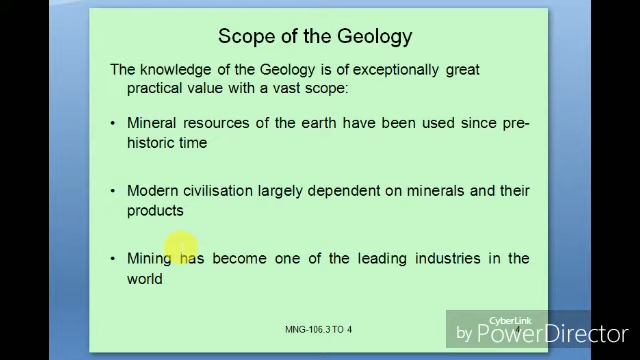 Scope of the Geology
The knowledge of the Geology is of exceptionally great
practical value with a vast scope:
• Mineral resources of the earth have been used since pre-
historic time
• Modern civilisation largely dependent on minerals and their
products
• Mining has become one of the leading industries in the
world
MNG-106.3 TO 4
CyberLink
by PowerDirector